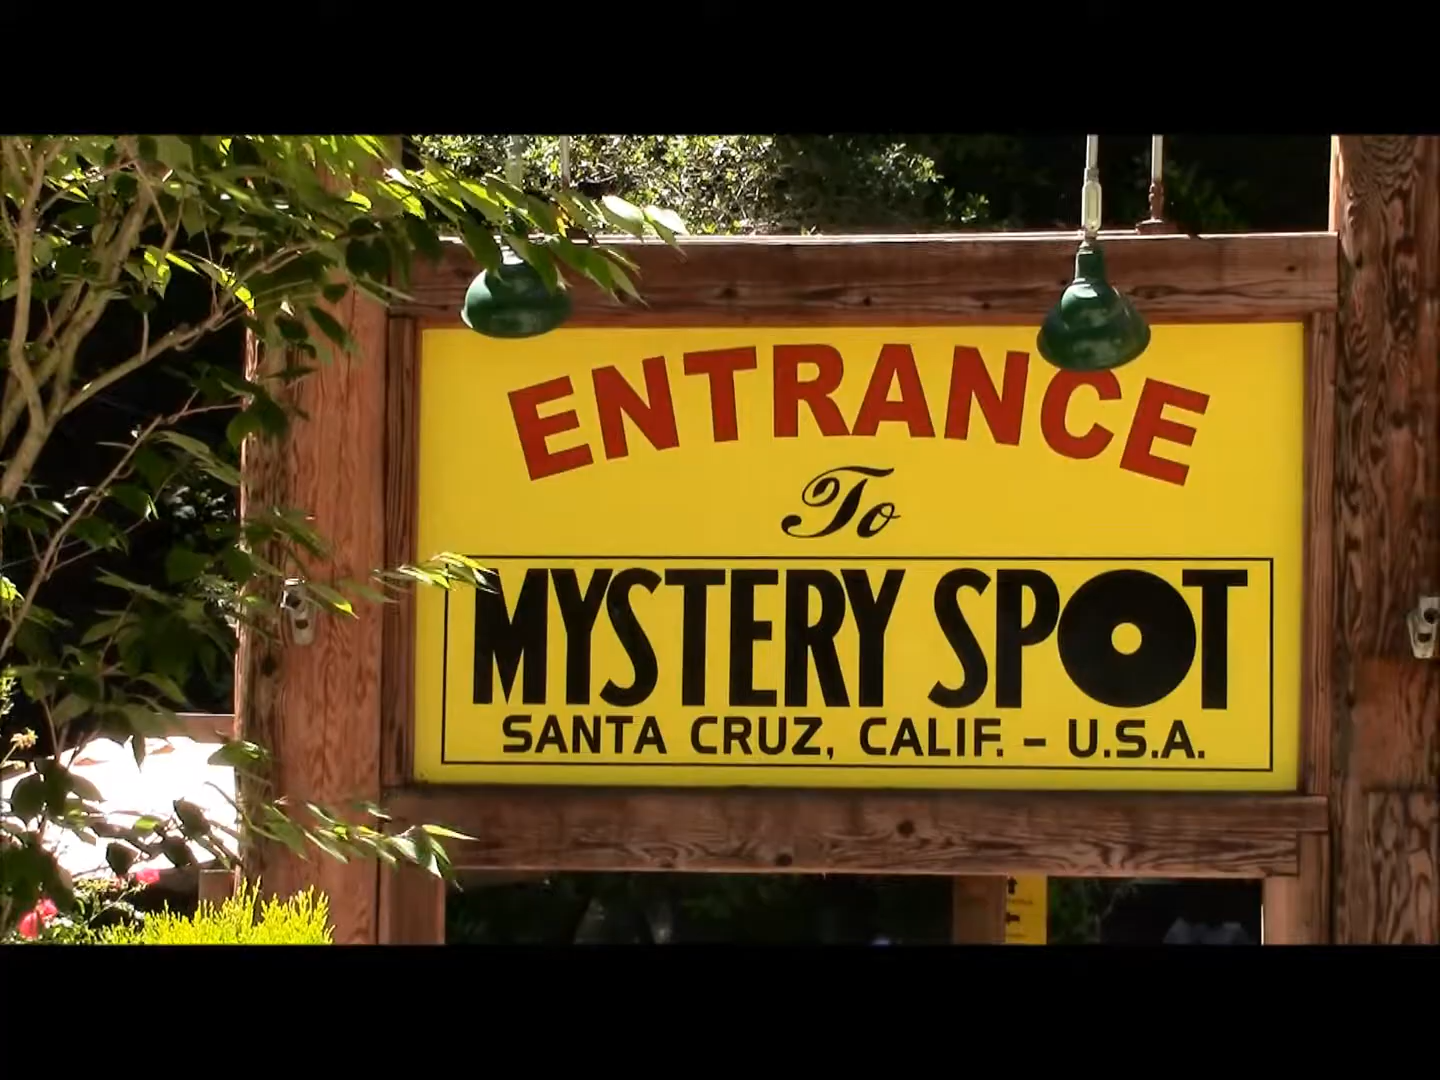 ENTRANCE
To
MYSTERY SPOT
SANTA CRUZ, CALIF. – U.S.A.